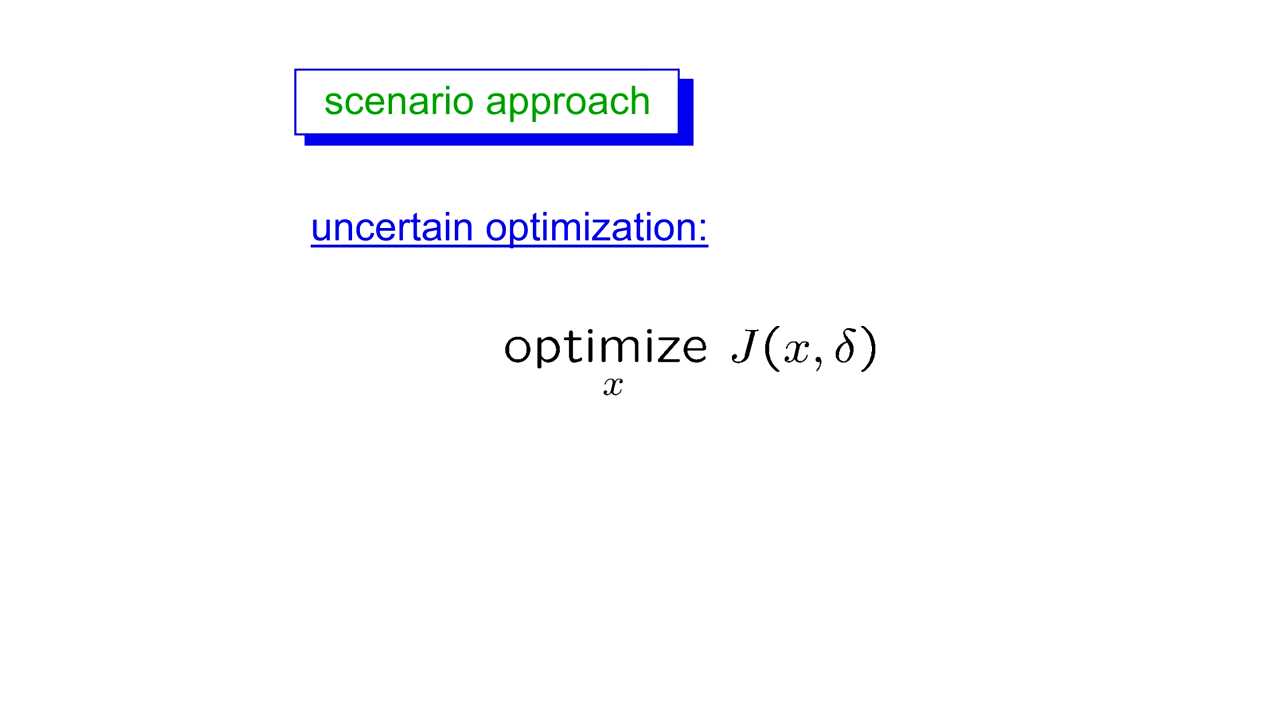 scenario approach
uncertain optimization:
optimize J(x, δ)
x